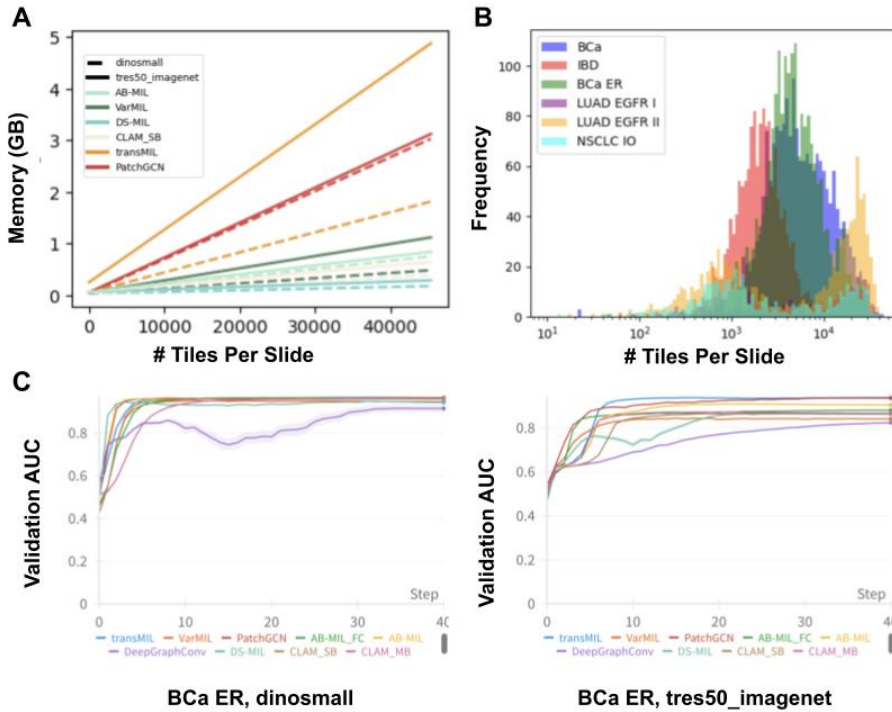 A
Memory (GB)
5
4
3
2
1
0
dinosmall
tres50_imagenet
AB-MIL
VarMIL
DS-MIL
CLAM_SB
transMIL
PatchGCN
0 10000 20000 30000 40000
# Tiles Per Slide
B
Frequency
100
80
60
40
20
0
BCa
IBD
BCa ER
LUAD EGFR I
LUAD EGFR II
NSCLC IO
10¹ 10² 10³ 10⁴
# Tiles Per Slide
C
Validation AUC
0.8
0.6
0.4
0.2
0
Step
0 10 20 30 40
transMIL VarMIL PatchGCN AB-MIL_FC AB-MIL
DeepGraphConv DS-MIL CLAM_SB CLAM_MB
BCa ER, dinosmall
Validation AUC
0.8
0.6
0.4
0.2
0
Step
0 10 20 30 40
transMIL VarMIL PatchGCN AB-MIL_FC AB-MIL
DeepGraphConv DS-MIL CLAM_SB CLAM_MB
BCa ER, tres50_imagenet